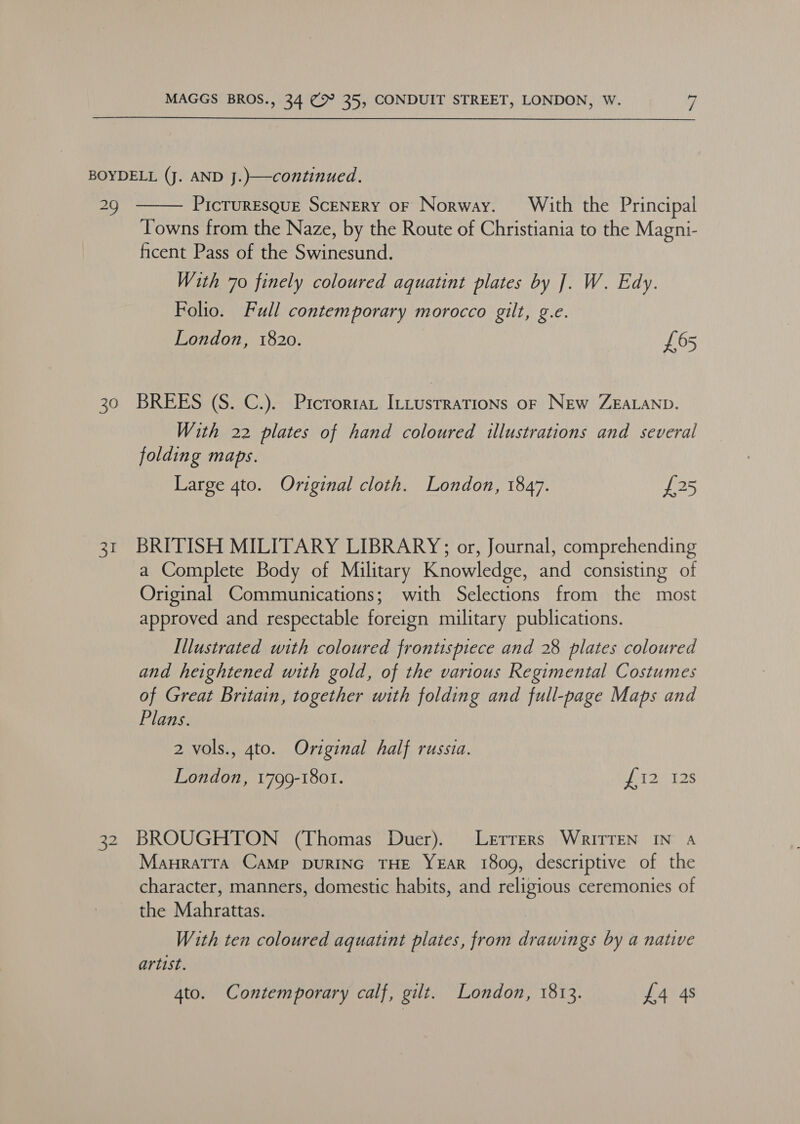 MAGGS BROS., 34 & 35, CONDUIT STREET, LONDON, W. 7
BOYDELL (J. AND J.)—continued.
29 —— PICTURESQUE SCENERY OF NORWAY. With the Principal
Towns from the Naze, by the Route of Christiania to the Magni-
ficent Pass of the Swinesund.
With 70 finely coloured aquatint plates by J. W. Edy.
Folio. Full contemporary morocco gilt, g.e.
London, 1820. £65
30 BREES (S. C.). PICTORIAL ILLUSTRATIONS OF NEW ZEALAND.
With 22 plates of hand coloured illustrations and several
folding maps.
Large 4to. Original cloth. London, 1847. £25
31 BRITISH MILITARY LIBRARY; or, Journal, comprehending
a Complete Body of Military Knowledge, and consisting of
Original Communications; with Selections from the most
approved and respectable foreign military publications.
Illustrated with coloured frontispiece and 28 plates coloured
and heightened with gold, of the various Regimental Costumes
of Great Britain, together with folding and full-page Maps and
Plans.
2 vols., 4to. Original half russia.
London, 1799-1801. £12 12s
32 BROUGHTON (Thomas Duer). LETTERS WRITTEN IN A
MAHRATTA CAMP DURING THE YEAR 1809, descriptive of the
character, manners, domestic habits, and religious ceremonies of
the Mahrattas.
With ten coloured aquatint plates, from drawings by a native
artist.
4to. Contemporary calf, gilt. London, 1813. £4 4s